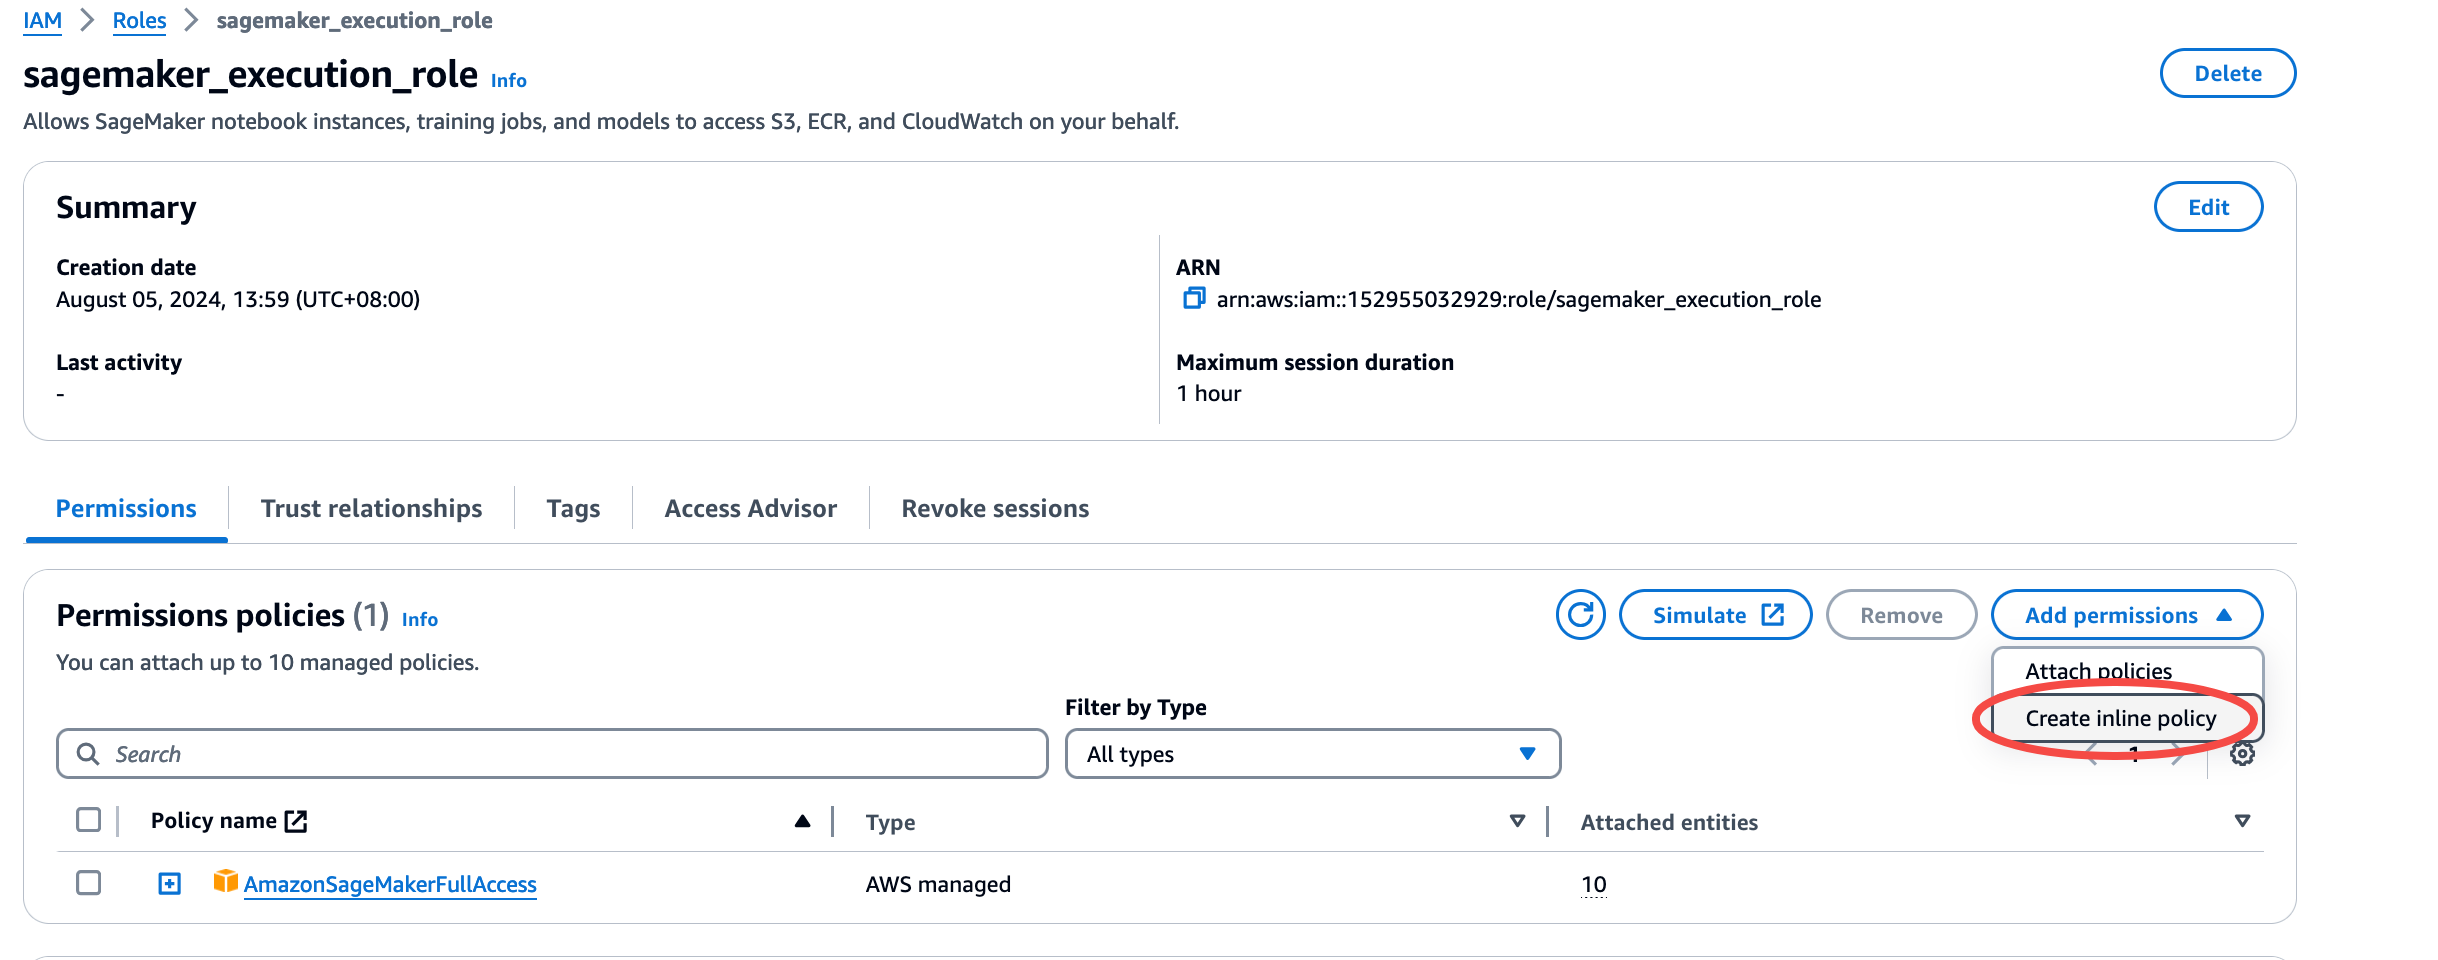 IAM > Roles > sagemaker_execution_role
sagemaker_execution_role Info
Delete
Allows SageMaker notebook instances, training jobs, and models to access S3, ECR, and CloudWatch on your behalf.
Summary
Edit
Creation date
August 05, 2024, 13:59 (UTC+08:00)
ARN
arn:aws:iam::152955032929:role/sagemaker_execution_role
Last activity
-
Maximum session duration
1 hour
Permissions
Trust relationships
Tags
Access Advisor
Revoke sessions
Permissions policies (1) Info
Simulate
Remove
Add permissions
You can attach up to 10 managed policies.
Attach policies
Create inline policy
Filter by Type
Search
All types
1
Policy name
Type
Attached entities
AmazonSageMakerFullAccess
AWS managed
10